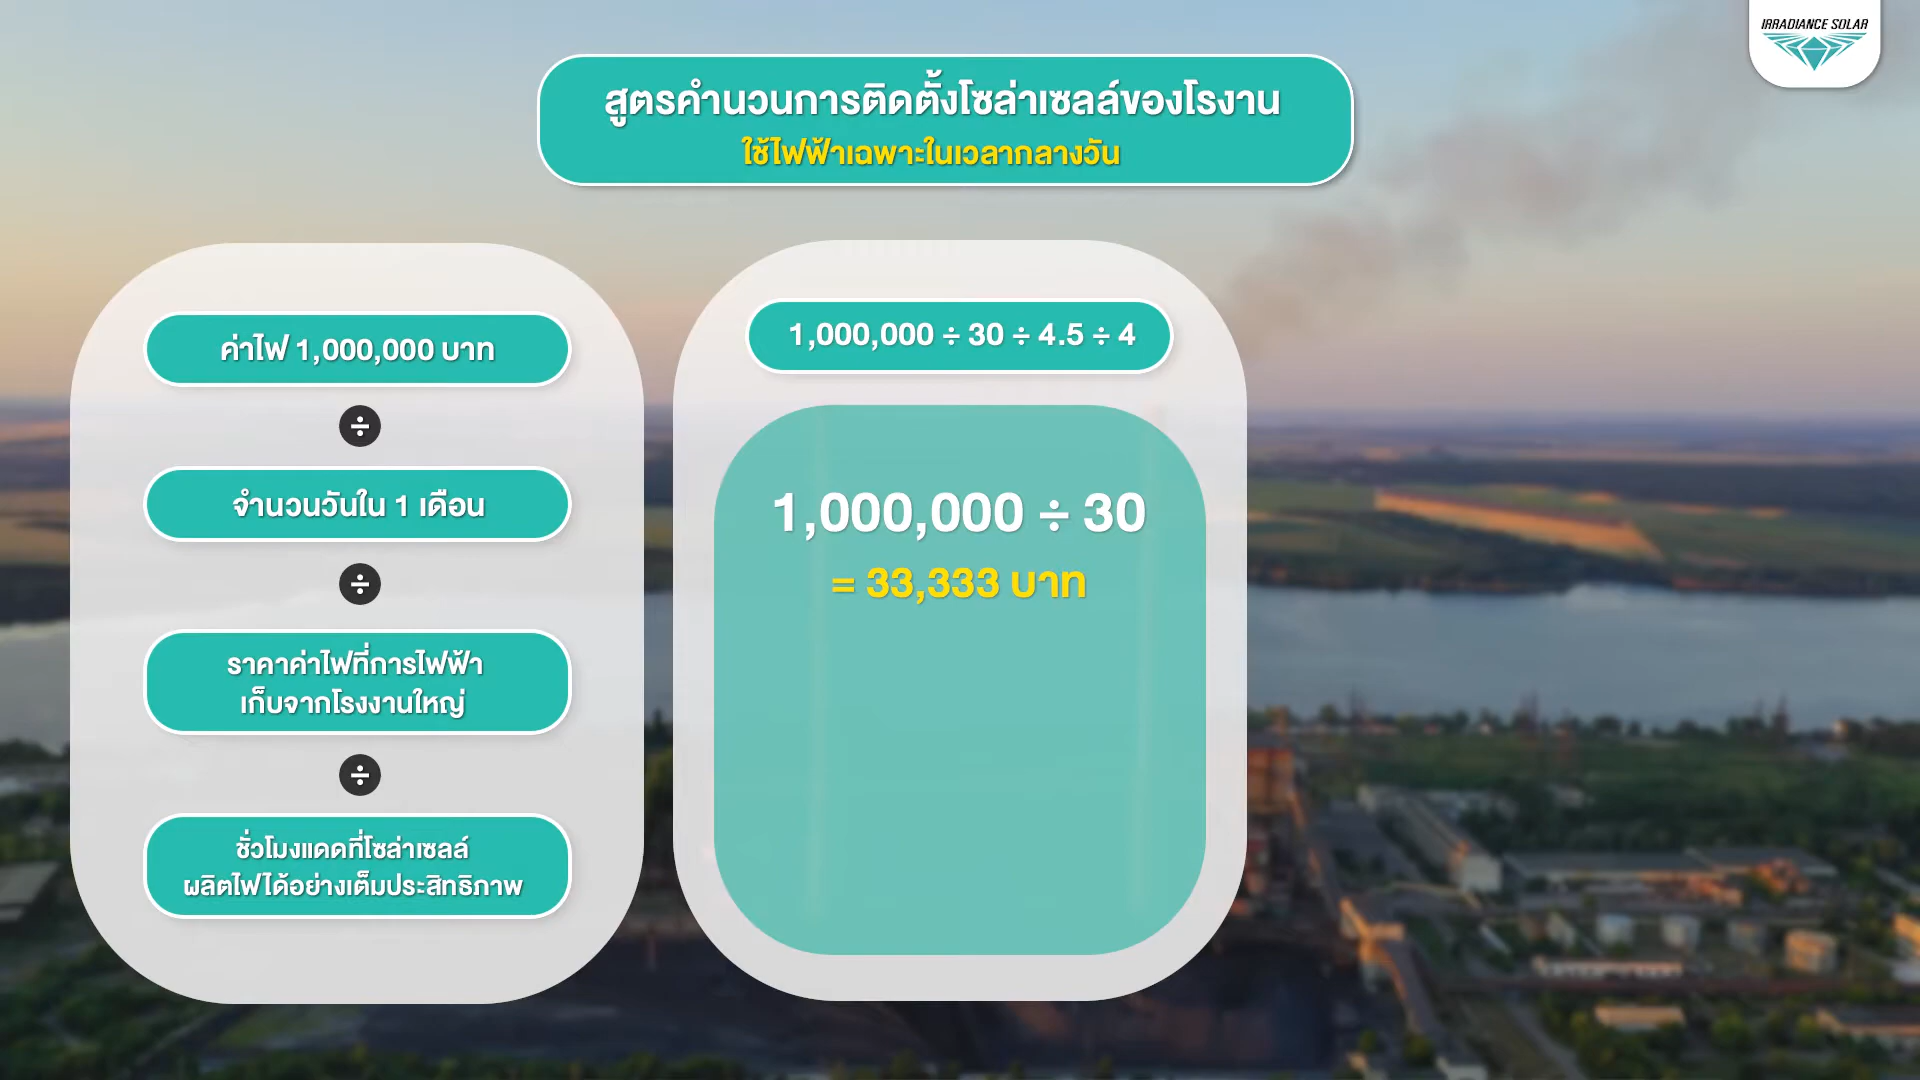 IRRADIANCE SOLAR
สูตรคำนวนการติดตั้งโซล่าเซลล์ของโรงาน
ใช้ไฟฟ้าเฉพาะในเวลากลางวัน
ค่าไฟ 1,000,000 บาท
÷
จำนวนวันใน 1 เดือน
÷
ราคาค่าไฟที่การไฟฟ้า
เก็บจากโรงงานใหญ่
÷
ชั่วโมงแดดที่โซล่าเซลล์
ผลิตไฟได้อย่างเต็มประสิทธิภาพ
1,000,000 ÷ 30 ÷ 4.5 ÷ 4
1,000,000 ÷ 30
= 33,333 บาท